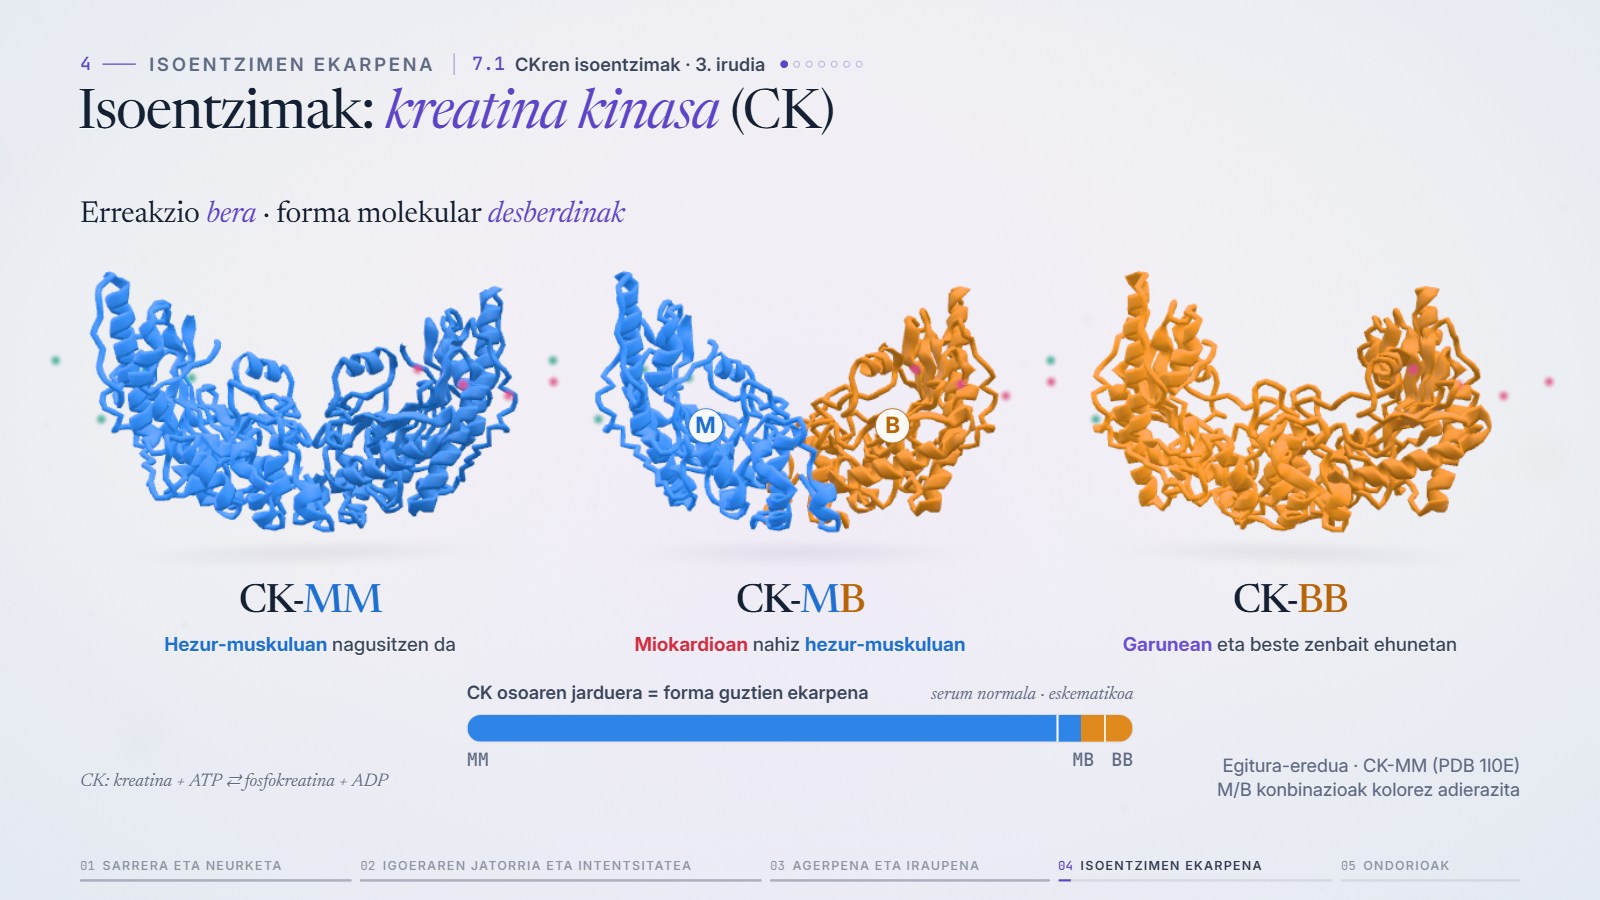 4 — ISOENTZIMEN EKARPENA | 7.1 CKren isoentzimak · 3. irudia
Isoentzimak: kreatina kinasa (CK)
Erreakzio bera · forma molekular desberdinak
M
B
CK-MM
Hezur-muskuluan nagusitzen da
CK-MB
Miokardioan nahiz hezur-muskuluan
CK-BB
Garunean eta beste zenbait ehunetan
CK osoaren jarduera = forma guztien ekarpena
serum normala · eskematikoa
MM
MB
BB
CK: kreatina + ATP ⇄ fosfokreatina + ADP
Egitura-eredua · CK-MM (PDB 1I0E)
M/B konbinazioak kolorez adierazita
01 SARRERA ETA NEURKETA
02 IGOERAREN JATORRIA ETA INTENTSITATEA
03 AGERPENA ETA IRAUPENA
04 ISOENTZIMEN EKARPENA
05 ONDORIOAK